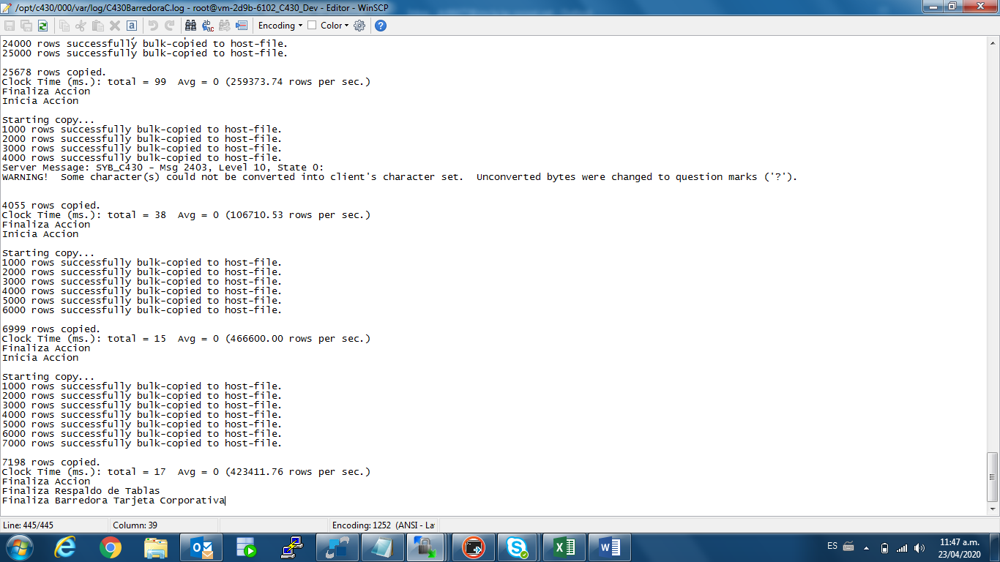 /opt/c430/000/var/log/C430BarredoraC.log - root@vm-2d9b-6102_C430_Dev - Editor - WinSCP
Encoding Color
24000 rows successfully bulk-copied to host-file.
25000 rows successfully bulk-copied to host-file.
25678 rows copied.
Clock Time (ms.): total = 99 Avg = 0 (259373.74 rows per sec.)
Finaliza Accion
Inicia Accion
Starting copy...
1000 rows successfully bulk-copied to host-file.
2000 rows successfully bulk-copied to host-file.
3000 rows successfully bulk-copied to host-file.
4000 rows successfully bulk-copied to host-file.
Server Message: SYB_C430 - Msg 2403, Level 10, State 0:
WARNING! Some character(s) could not be converted into client's character set. Unconverted bytes were changed to question marks ('?').
4055 rows copied.
Clock Time (ms.): total = 38 Avg = 0 (106710.53 rows per sec.)
Finaliza Accion
Inicia Accion
Starting copy...
1000 rows successfully bulk-copied to host-file.
2000 rows successfully bulk-copied to host-file.
3000 rows successfully bulk-copied to host-file.
4000 rows successfully bulk-copied to host-file.
5000 rows successfully bulk-copied to host-file.
6000 rows successfully bulk-copied to host-file.
6999 rows copied.
Clock Time (ms.): total = 15 Avg = 0 (466600.00 rows per sec.)
Finaliza Accion
Inicia Accion
Starting copy...
1000 rows successfully bulk-copied to host-file.
2000 rows successfully bulk-copied to host-file.
3000 rows successfully bulk-copied to host-file.
4000 rows successfully bulk-copied to host-file.
5000 rows successfully bulk-copied to host-file.
6000 rows successfully bulk-copied to host-file.
7000 rows successfully bulk-copied to host-file.
7198 rows copied.
Clock Time (ms.): total = 17 Avg = 0 (423411.76 rows per sec.)
Finaliza Accion
Finaliza Respaldo de Tablas
Finaliza Barredora Tarjeta Corporativa
Line: 445/445 Column: 39 Encoding: 1252 (ANSI - La
ES 11:47 a.m.
23/04/2020